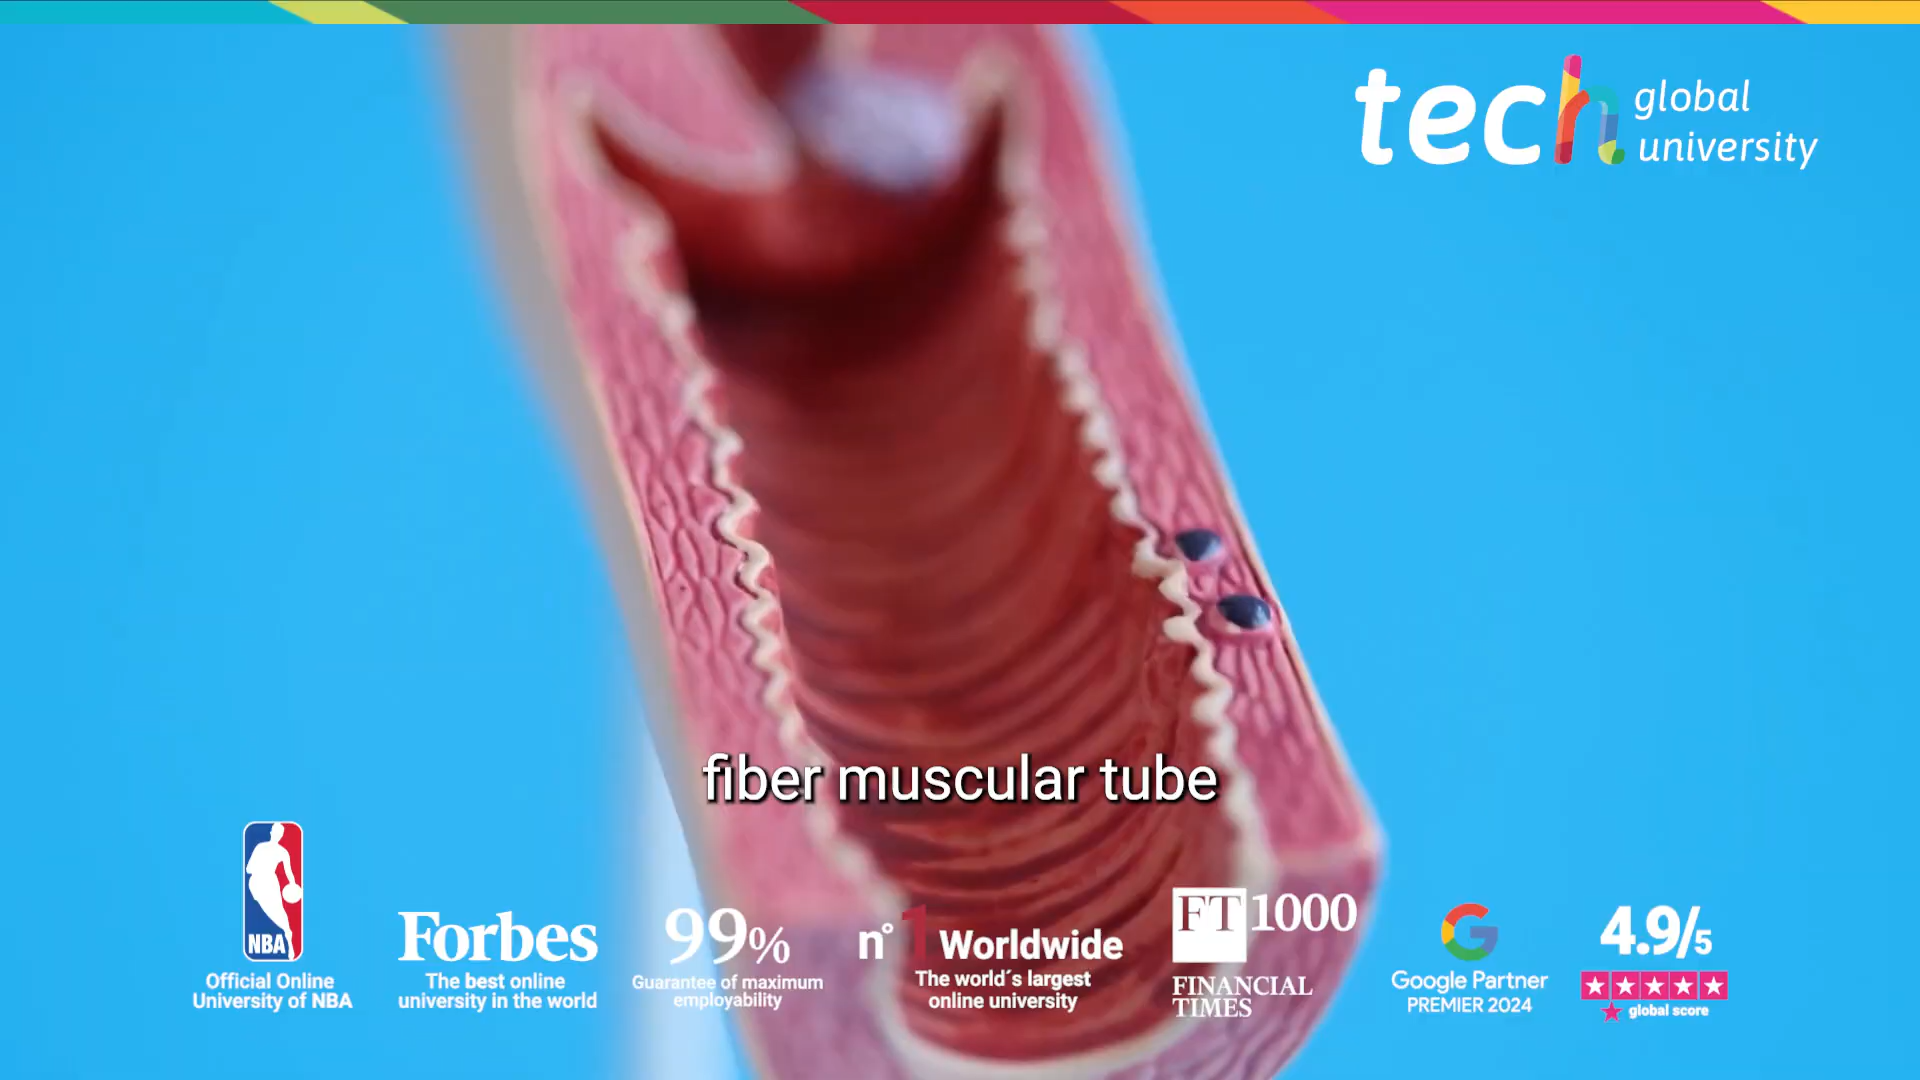 tech global
university
fiber muscular tube
NBA
Official Online
University of NBA
Forbes
The best online
university in the world
99%
Guarantee of maximum
employability
n° 1 Worldwide
The world´s largest
online university
FT 1000
FINANCIAL
TIMES
G
Google Partner
PREMIER 2024
4.9/5
global score